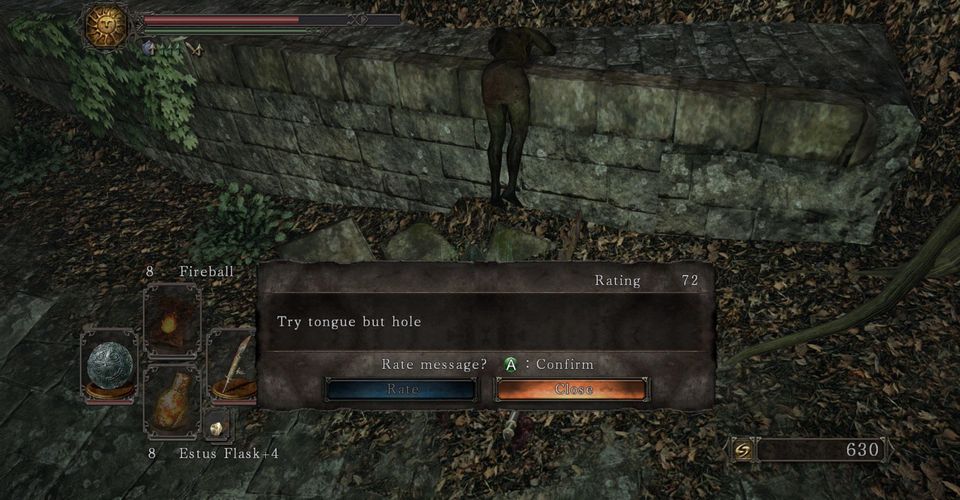 8 Fireball
Rating 72
Try tongue but hole
Rate message? A : Confirm
Rate Close
8 Estus Flask+4
630